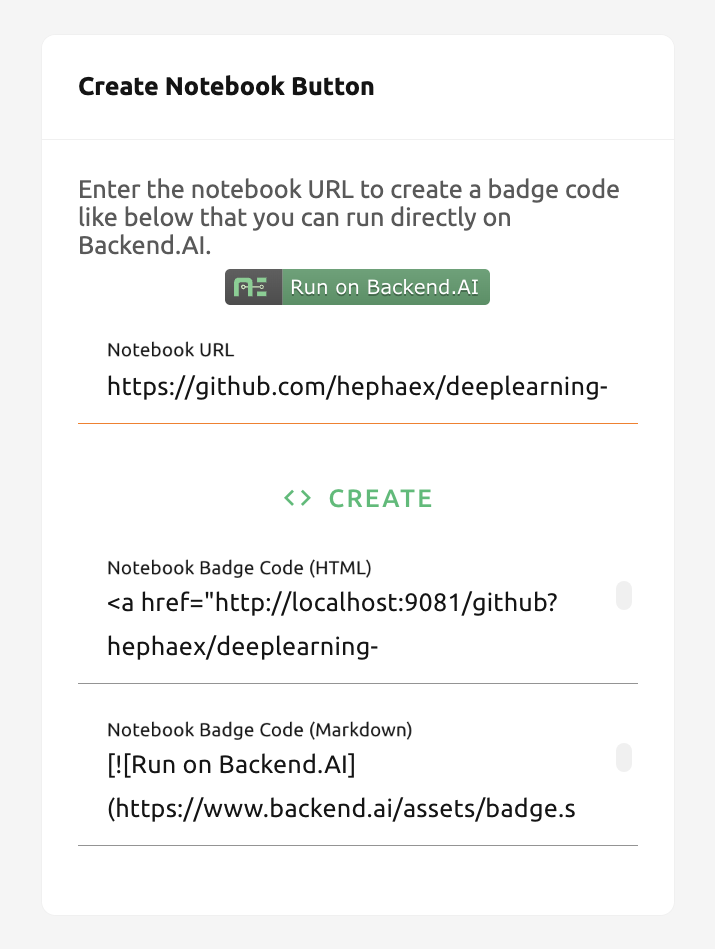 Create Notebook Button
Enter the notebook URL to create a badge code
like below that you can run directly on
Backend.AI.
Run on Backend.AI
Notebook URL
https://github.com/hephaex/deeplearning-
<> CREATE
Notebook Badge Code (HTML)
<a href="http://localhost:9081/github?
hephaex/deeplearning-
Notebook Badge Code (Markdown)
[![Run on Backend.AI]
(https://www.backend.ai/assets/badge.s